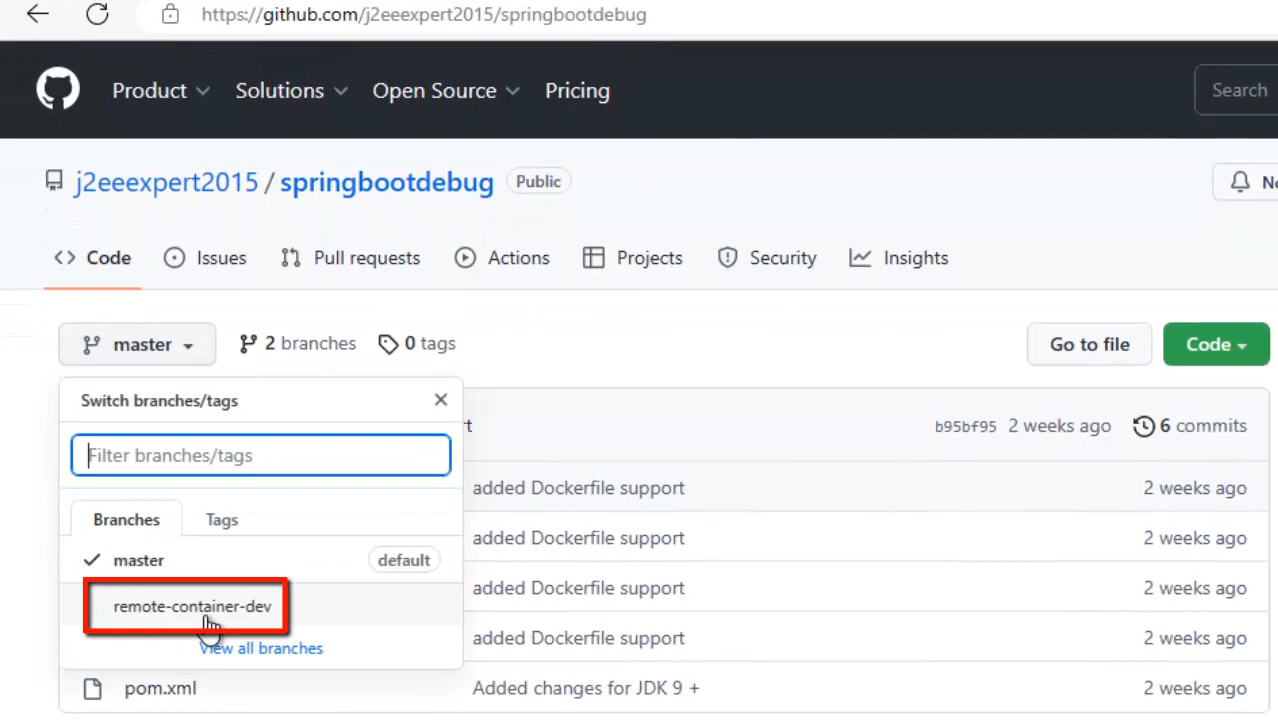 https://github.com/j2eeexpert2015/springbootdebug
Product Solutions Open Source Pricing Search
j2eeexpert2015 / springbootdebug Public
Code Issues Pull requests Actions Projects Security Insights
master 2 branches 0 tags Go to file Code
Switch branches/tags
b95bf95 2 weeks ago 6 commits
Filter branches/tags
added Dockerfile support 2 weeks ago
Branches Tags
added Dockerfile support 2 weeks ago
master default
added Dockerfile support 2 weeks ago
remote-container-dev
added Dockerfile support 2 weeks ago
View all branches
pom.xml Added changes for JDK 9 + 2 weeks ago